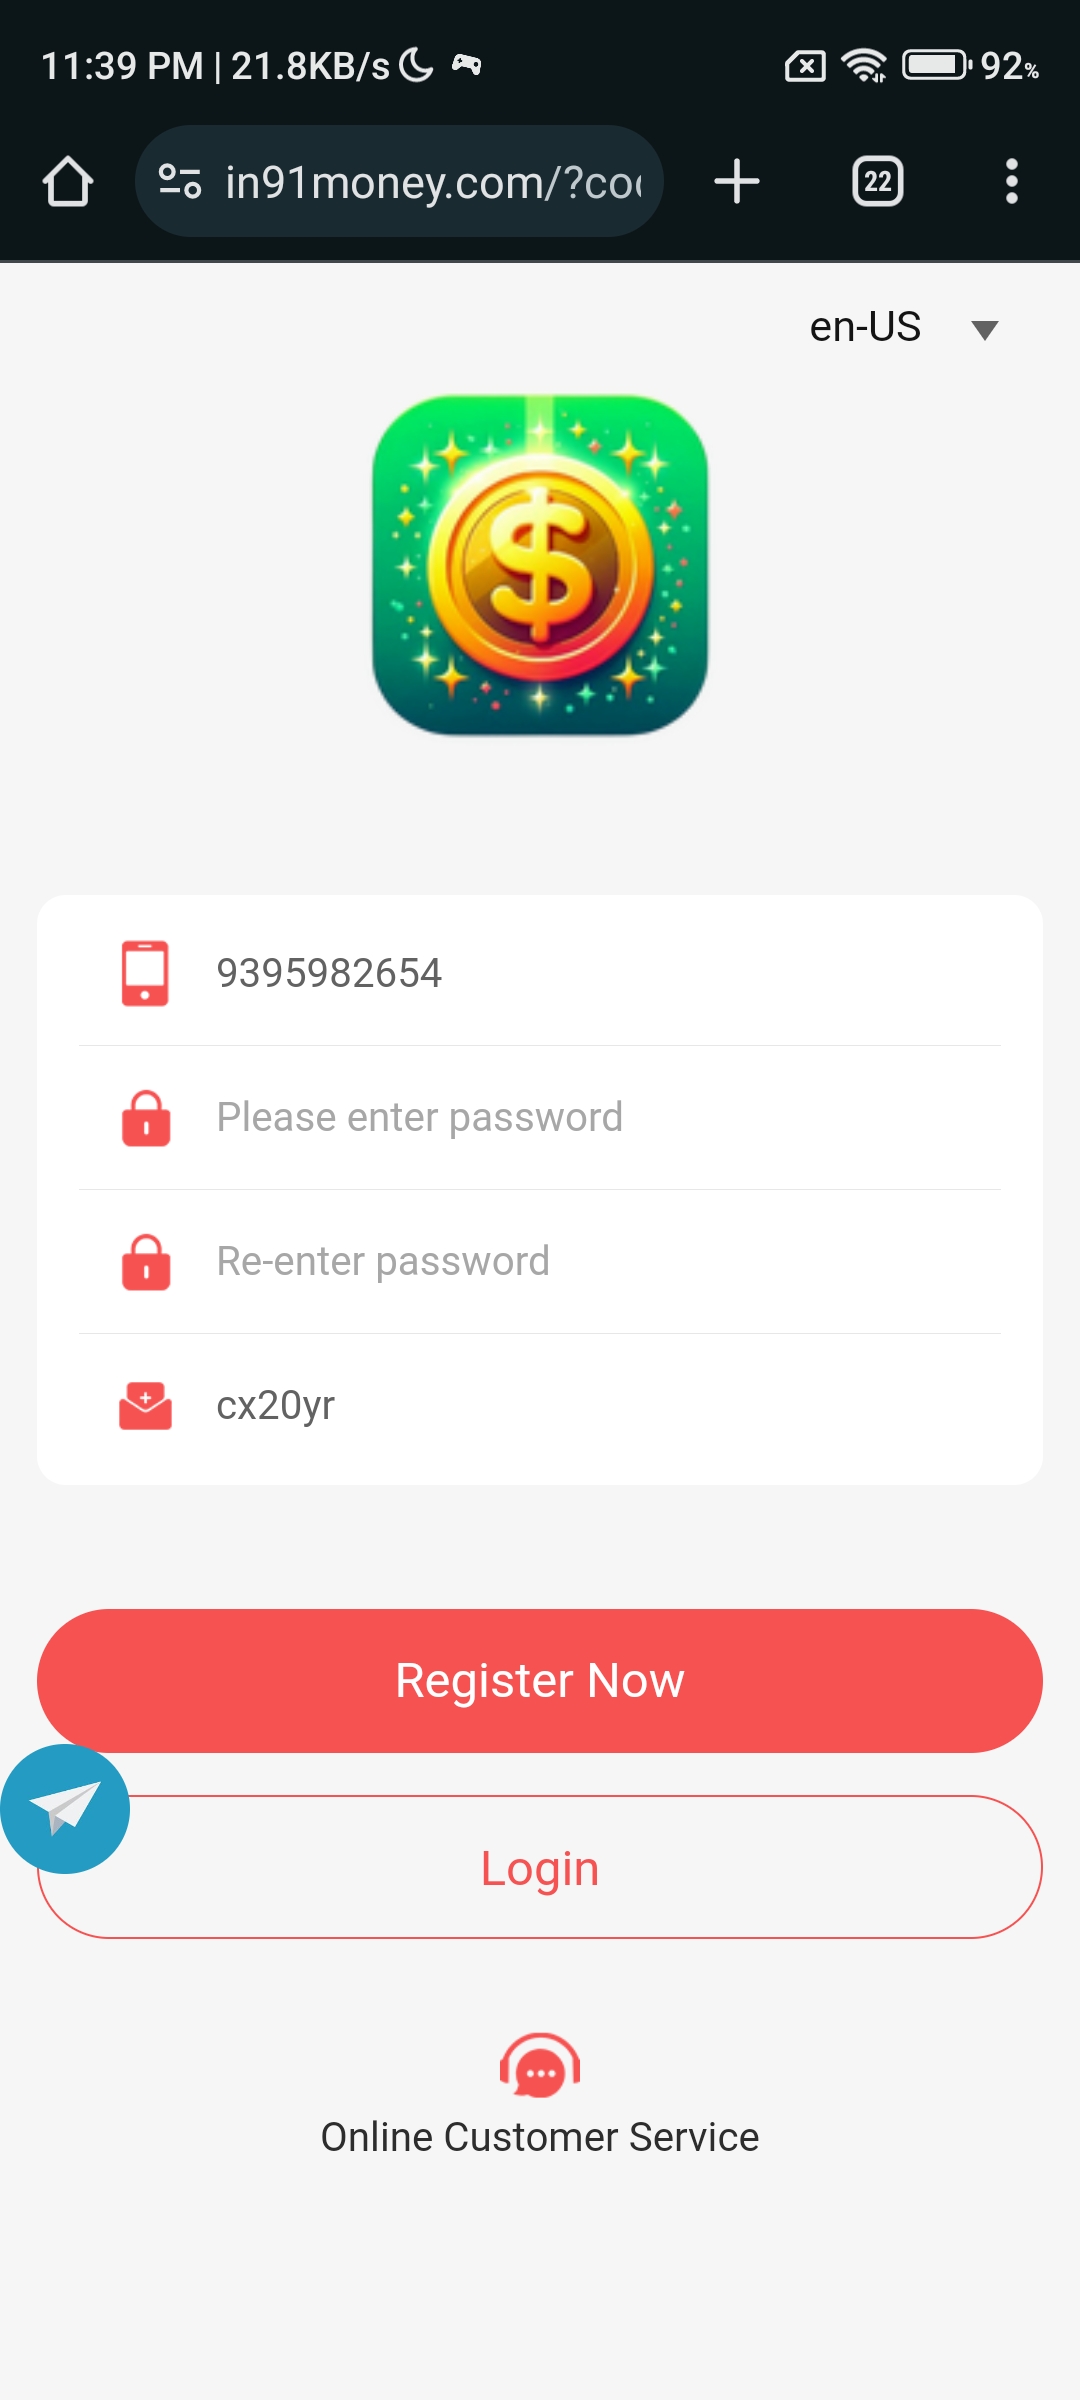 11:39 PM | 21.8KB/s 92%
in91money.com/?co
22
en-US
$
9395982654
Please enter password
Re-enter password
cx20yr
Register Now
Login
Online Customer Service